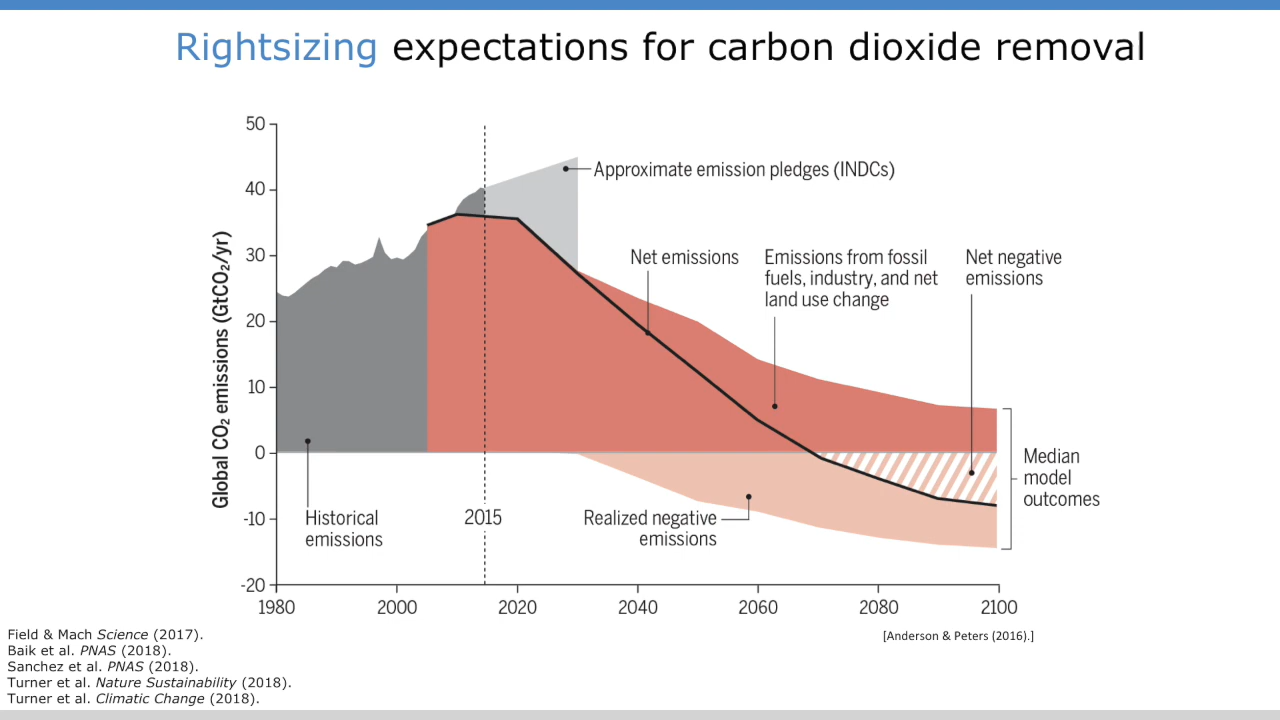 Rightsizing expectations for carbon dioxide removal
50
40
30
20
10
0
-10
-20
Global CO₂ emissions (GtCO₂/yr)
1980
2000
2020
2040
2060
2080
2100
Approximate emission pledges (INDCs)
Net emissions
Emissions from fossil
fuels, industry, and net
land use change
Net negative
emissions
Median
model
outcomes
Historical
emissions
2015
Realized negative
emissions
[Anderson & Peters (2016).]
Field & Mach Science (2017).
Baik et al. PNAS (2018).
Sanchez et al. PNAS (2018).
Turner et al. Nature Sustainability (2018).
Turner et al. Climatic Change (2018).